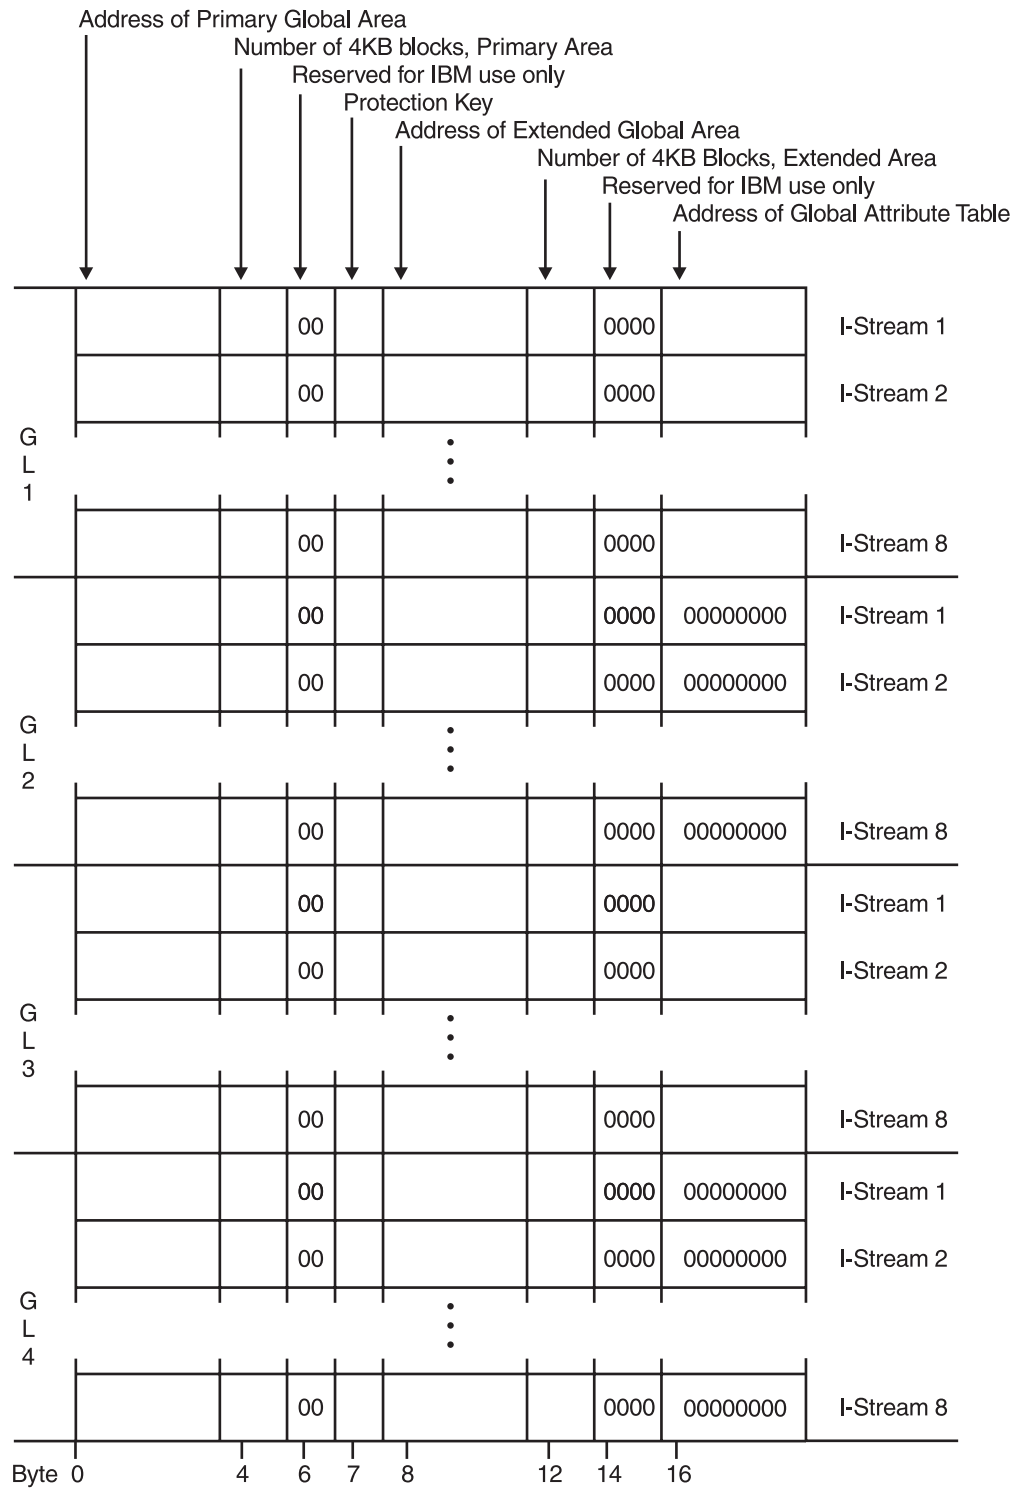 Address of Primary Global Area
Number of 4KB blocks, Primary Area
Reserved for IBM use only
Protection Key
Address of Extended Global Area
Number of 4KB Blocks, Extended Area
Reserved for IBM use only
Address of Global Attribute Table
00 0000 I-Stream 1
00 0000 I-Stream 2
G
L
1
00 0000 I-Stream 8
00 0000 00000000 I-Stream 1
00 0000 00000000 I-Stream 2
G
L
2
00 0000 00000000 I-Stream 8
00 0000 I-Stream 1
00 0000 I-Stream 2
G
L
3
00 0000 I-Stream 8
00 0000 00000000 I-Stream 1
00 0000 00000000 I-Stream 2
G
L
4
00 0000 00000000 I-Stream 8
Byte 0 4 6 7 8 12 14 16